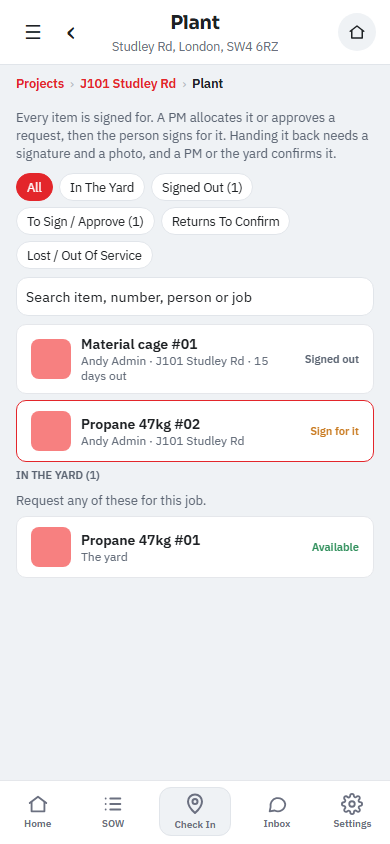 Plant
Studley Rd, London, SW4 6RZ
Projects › J101 Studley Rd › Plant
Every item is signed for. A PM allocates it or approves a
request, then the person signs for it. Handing it back needs a
signature and a photo, and a PM or the yard confirms it.
All
In The Yard
Signed Out (1)
To Sign / Approve (1)
Returns To Confirm
Lost / Out Of Service
Search item, number, person or job
Material cage #01
Andy Admin · J101 Studley Rd · 15
days out
Signed out
Propane 47kg #02
Andy Admin · J101 Studley Rd
Sign for it
IN THE YARD (1)
Request any of these for this job.
Propane 47kg #01
The yard
Available
Home
SOW
Check In
Inbox
Settings